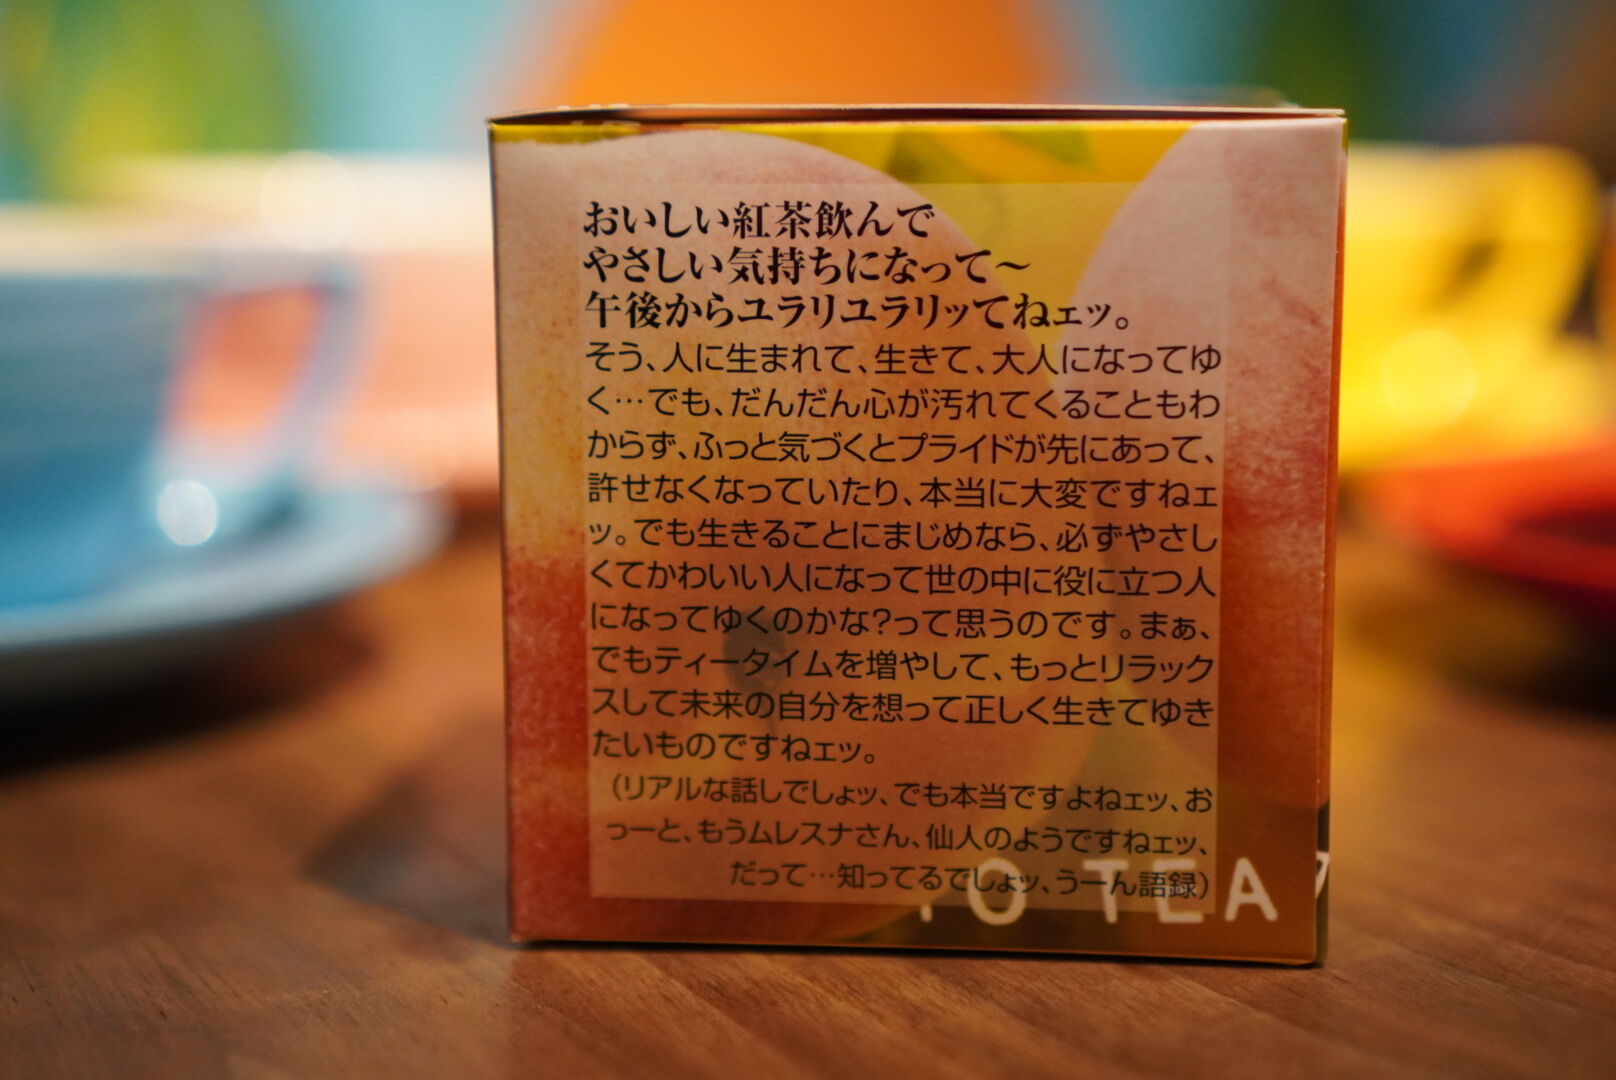 おいしい紅茶飲んで
やさしい気持ちになって〜
午後からユラリユラリッてねェッ。
そう、人に生まれて、生きて、大人になってゆ
く…でも、だんだん心が汚れてくることもわ
からず、ふっと気づくとプライドが先にあって、
許せなくなっていたり、本当に大変ですねェ
ッ。でも生きることにまじめなら、必ずやさし
くてかわいい人になって世の中に役に立つ人
になってゆくのかな?って思うのです。まぁ、
でもティータイムを増やして、もっとリラック
スして未来の自分を想って正しく生きてゆき
たいものですねェッ。
(リアルな話しでしょッ、でも本当ですよねェッ、お
っーと、もうムレスナさん、仙人のようですねェッ、
だって…知ってるでしょッ、うーん語録)
TEA